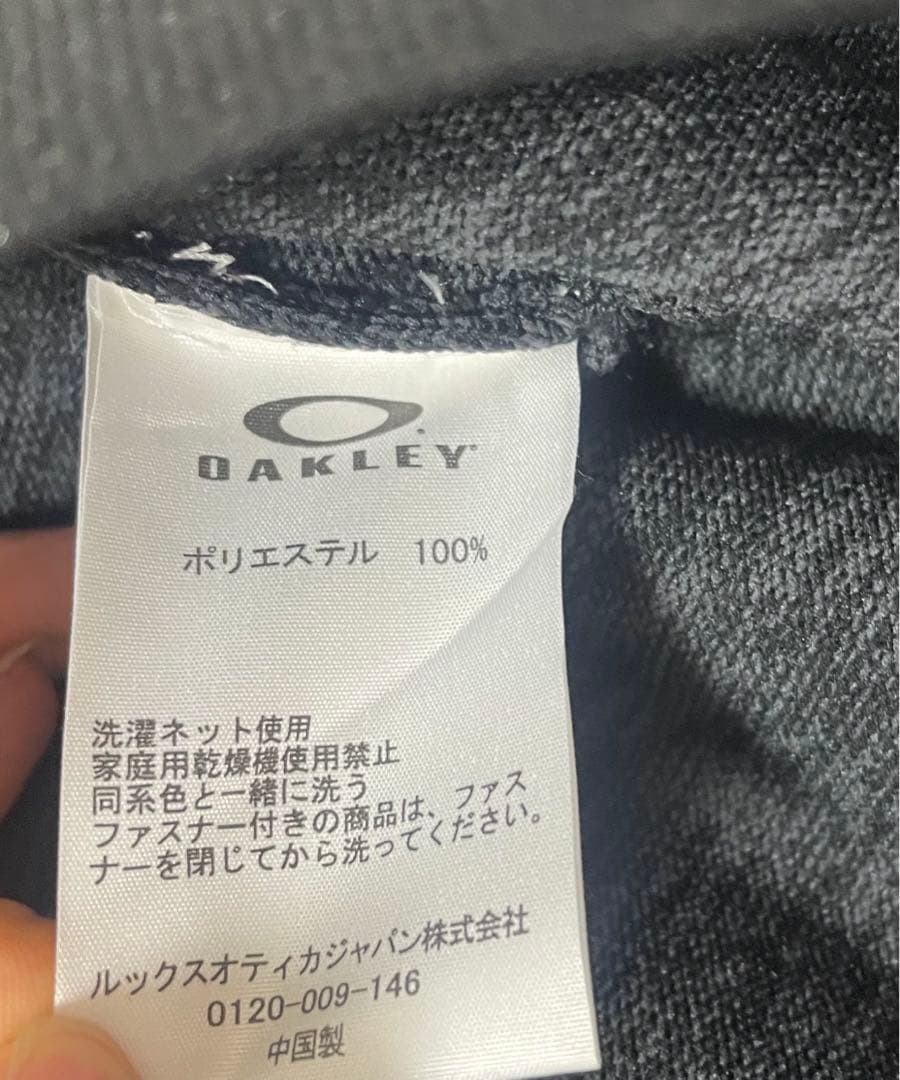 OAKLEY
ポリエステル 100%
洗濯ネット使用
家庭用乾燥機使用禁止
同系色と一緒に洗う
ファスナー付きの商品は、ファス
ナーを閉じてから洗ってください。
ルックスオティカジャパン株式会社
0120-009-146
中国製